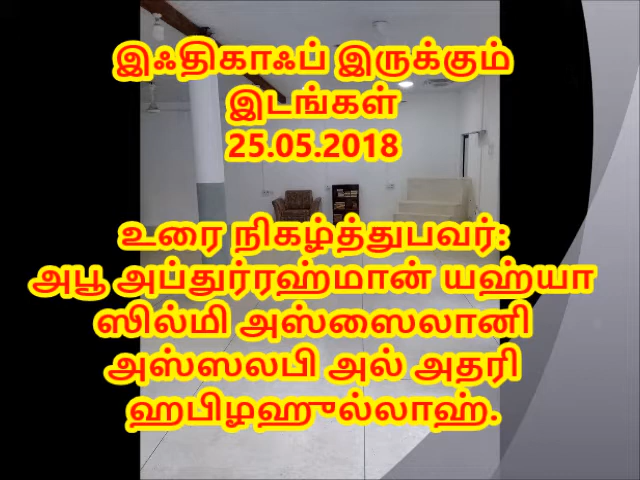 இஃதிகாஃப் இருக்கும்
இடங்கள்
25.05.2018
உரை நிகழ்த்துபவர்:
அபூ அப்துர்ரஹ்மான் யஹ்யா
ஸில்மி அஸ்ஸைலானி
அஸ்ஸலபி அல் அதரி
ஹபிழஹுல்லாஹ்.